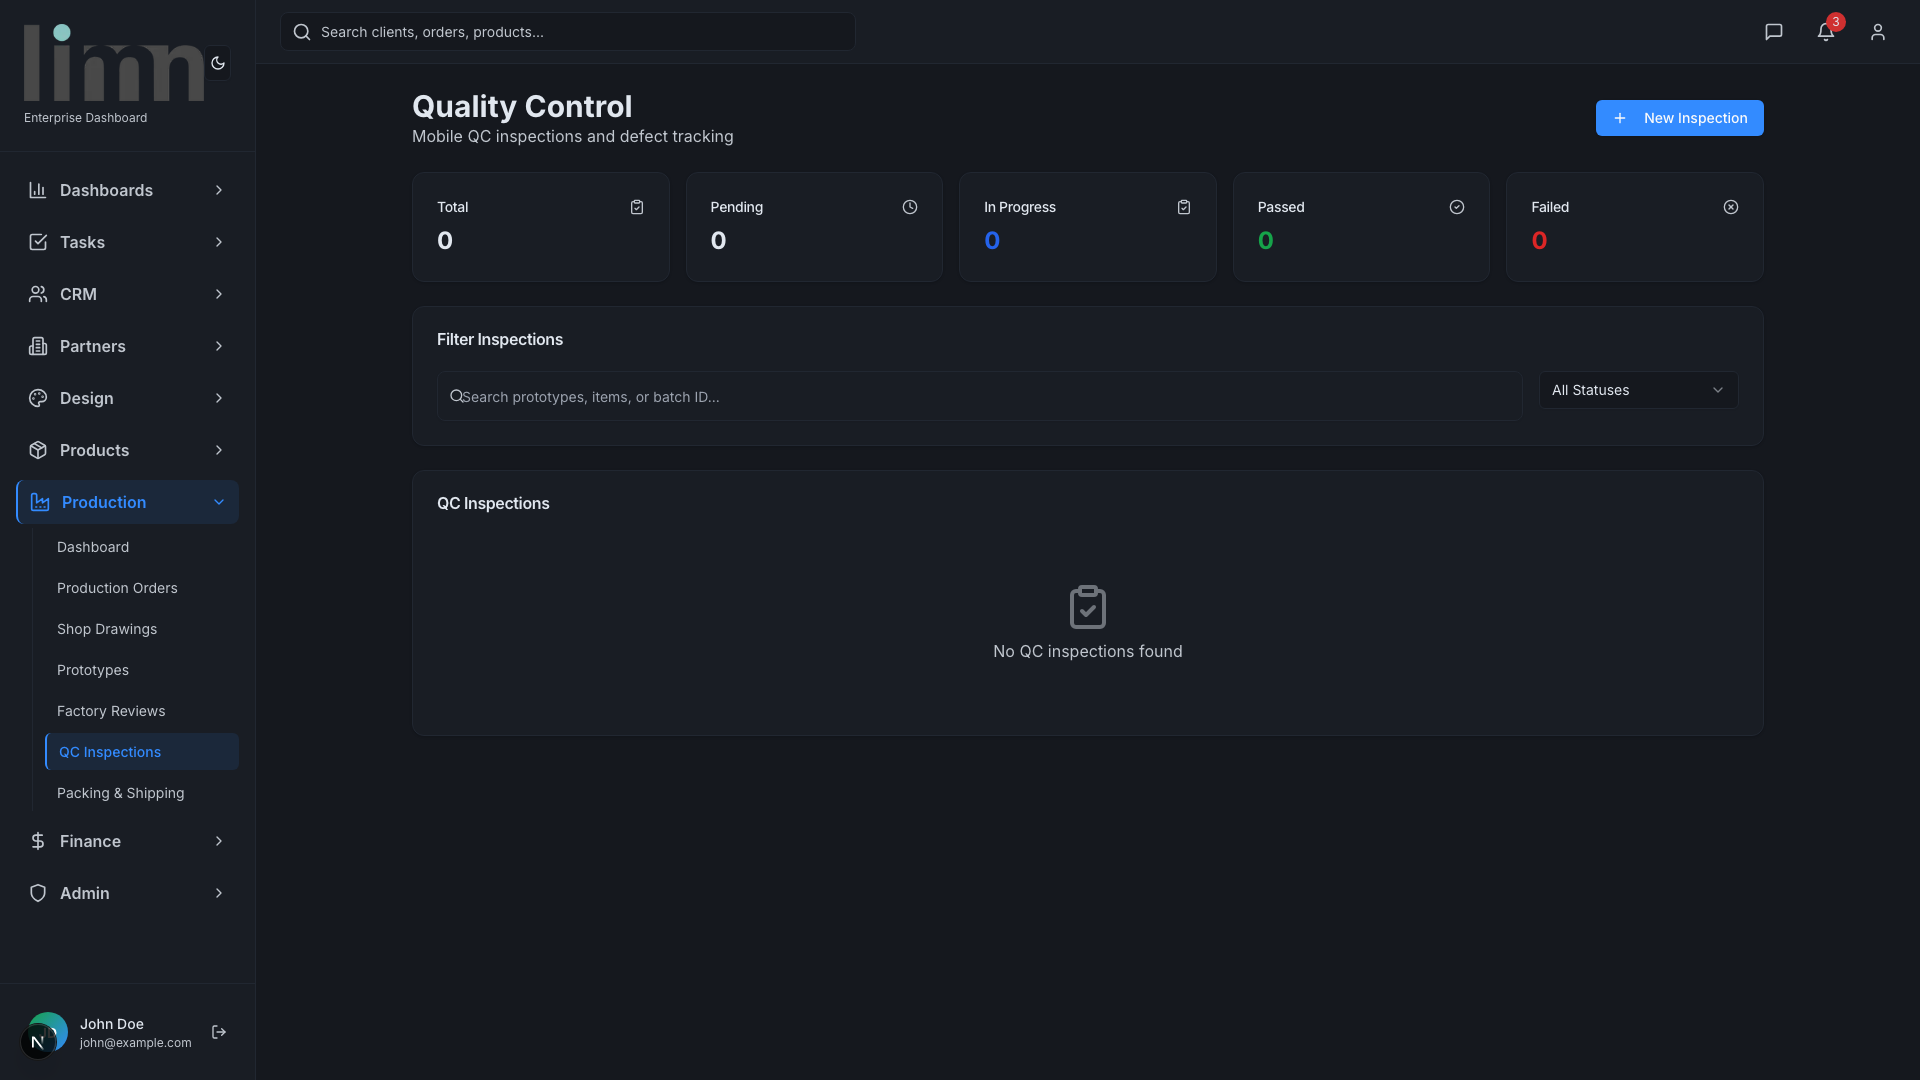 limn
Enterprise Dashboard
Dashboards
Tasks
CRM
Partners
Design
Products
Production
Dashboard
Production Orders
Shop Drawings
Prototypes
Factory Reviews
QC Inspections
Packing & Shipping
Finance
Admin
N
John Doe
john@example.com
Search clients, orders, products...
3
Quality Control
Mobile QC inspections and defect tracking
New Inspection
Total
0
Pending
0
In Progress
0
Passed
0
Failed
0
Filter Inspections
Search prototypes, items, or batch ID...
All Statuses
QC Inspections
No QC inspections found